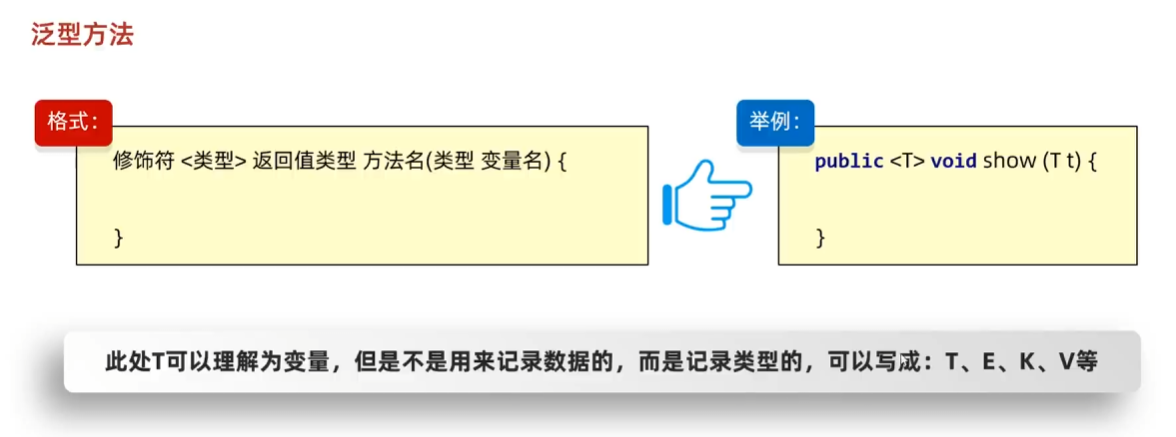 泛型方法
格式：
修饰符 <类型> 返回值类型 方法名(类型 变量名) {
}
举例：
public <T> void show (T t) {
}
此处T可以理解为变量，但是不是用来记录数据的，而是记录类型的，可以写成：T、E、K、V等